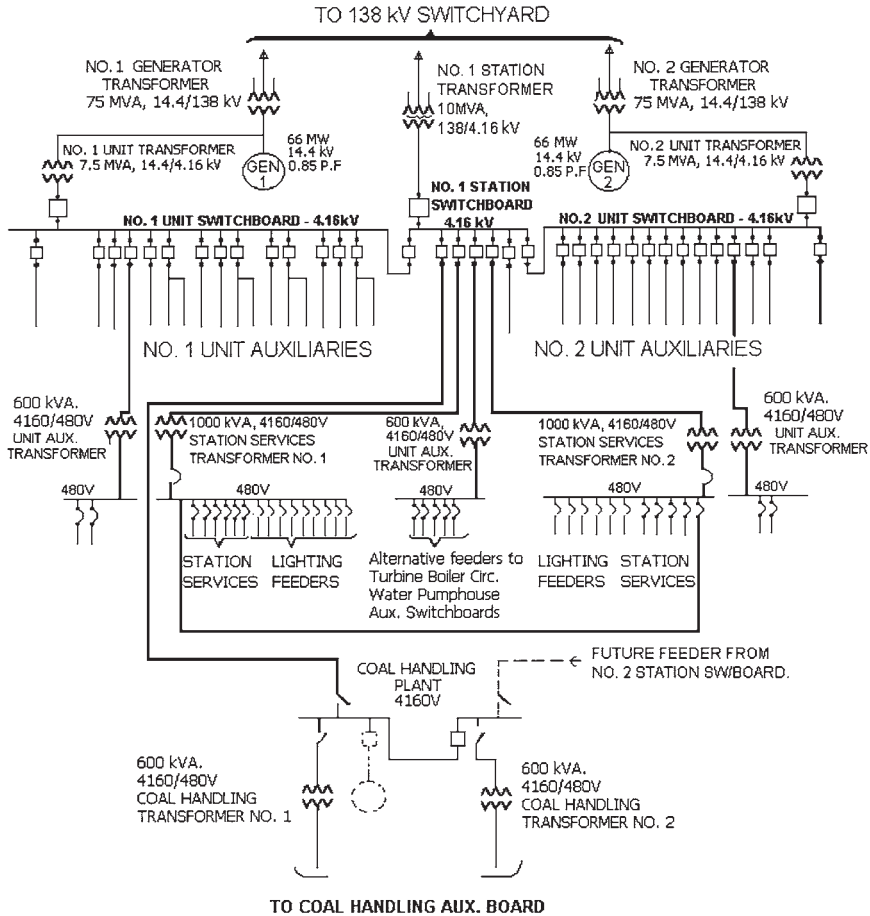 TO 138 kV SWITCHYARD
NO. 1 GENERATOR
TRANSFORMER
75 MVA, 14.4/138 kV
NO. 1 STATION
TRANSFORMER
10MVA,
138/4.16 kV
NO. 2 GENERATOR
TRANSFORMER
75 MVA, 14.4/138 kV
NO. 1 UNIT TRANSFORMER
7.5 MVA, 14.4/4.16 kV
GEN
1
66 MW
14.4 kV
0.85 P.F
66 MW
14.4 kV
0.85 P.F
GEN
2
NO.2 UNIT TRANSFORMER
7.5 MVA, 14.4/4.16 kV
NO. 1 UNIT SWITCHBOARD - 4.16kV
NO. 1 STATION
SWITCHBOARD
4.16 kV
NO.2 UNIT SWITCHBOARD - 4.16kV
NO. 1 UNIT AUXILIARIES
NO. 2 UNIT AUXILIARIES
600 kVA.
4160/480V
UNIT AUX.
TRANSFORMER
1000 kVA, 4160/480V
STATION SERVICES
TRANSFORMER NO. 1
600 kVA,
4160/480V
UNIT AUX.
TRANSFORMER
1000 kVA, 4160/480V
STATION SERVICES
TRANSFORMER NO. 2
600 kVA.
4160/480V
UNIT AUX.
TRANSFORMER
480V
480V
480V
480V
480V
STATION
SERVICES
LIGHTING
FEEDERS
Alternative feeders to
Turbine Boiler Circ.
Water Pumphouse
Aux. Switchboards
LIGHTING
FEEDERS
STATION
SERVICES
COAL HANDLING
PLANT
4160V
FUTURE FEEDER FROM
NO. 2 STATION SW/BOARD.
600 kVA.
4160/480V
COAL HANDLING
TRANSFORMER NO. 1
600 kVA.
4160/480V
COAL HANDLING
TRANSFORMER NO. 2
TO COAL HANDLING AUX. BOARD